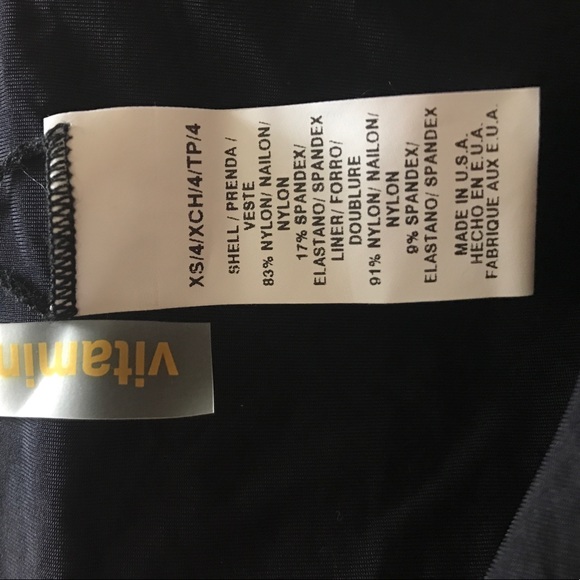 XS/4/XCH/4/TP/4
SHELL / PRENDA /
VESTE
83% NYLON/ NAILON/
NYLON
17% SPANDEX/
ELASTANO/ SPANDEX
LINER/FORRO/
DOUBLURE
91% NYLON/ NAILON/
NYLON
9% SPANDEX/
ELASTANO/ SPANDEX
MADE IN U.S.A.
HECHO EN E.U.A.
FABRIQUE AUX E.U.A.
vitamin